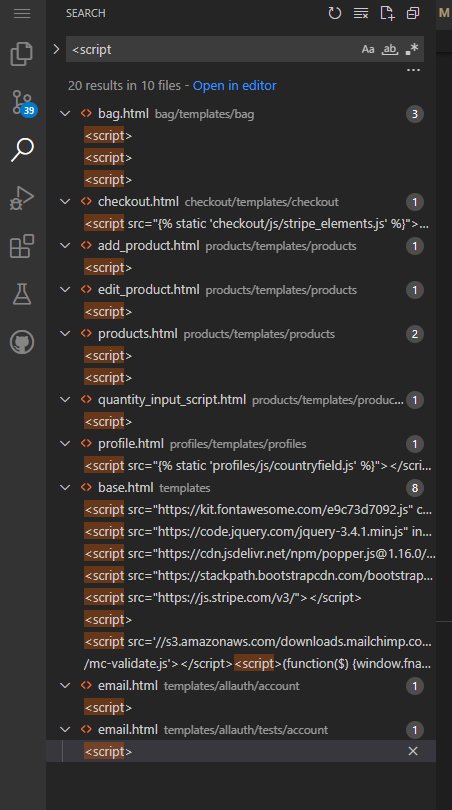 SEARCH
<script
Aa ab .*
...
20 results in 10 files - Open in editor
39
bag.html bag/templates/bag 3
<script>
<script>
<script>
checkout.html checkout/templates/checkout 1
<script src="{% static 'checkout/js/stripe_elements.js' %}">...
add_product.html products/templates/products 1
<script>
edit_product.html products/templates/products 1
<script>
products.html products/templates/products 2
<script>
<script>
quantity_input_script.html products/templates/produc... 1
<script>
profile.html profiles/templates/profiles 1
<script src="{% static 'profiles/js/countryfield.js' %}"></scri...
base.html templates 8
<script src="https://kit.fontawesome.com/e9c73d7092.js" c...
<script src="https://code.jquery.com/jquery-3.4.1.min.js" in...
<script src="https://cdn.jsdelivr.net/npm/popper.js@1.16.0/...
<script src="https://stackpath.bootstrapcdn.com/bootstrap...
<script src="https://js.stripe.com/v3/"></script>
<script>
<script src='//s3.amazonaws.com/downloads.mailchimp.co...
/mc-validate.js'></script><script>(function($) {window.fna...
email.html templates/allauth/account 1
<script>
email.html templates/allauth/tests/account 1
<script>
M